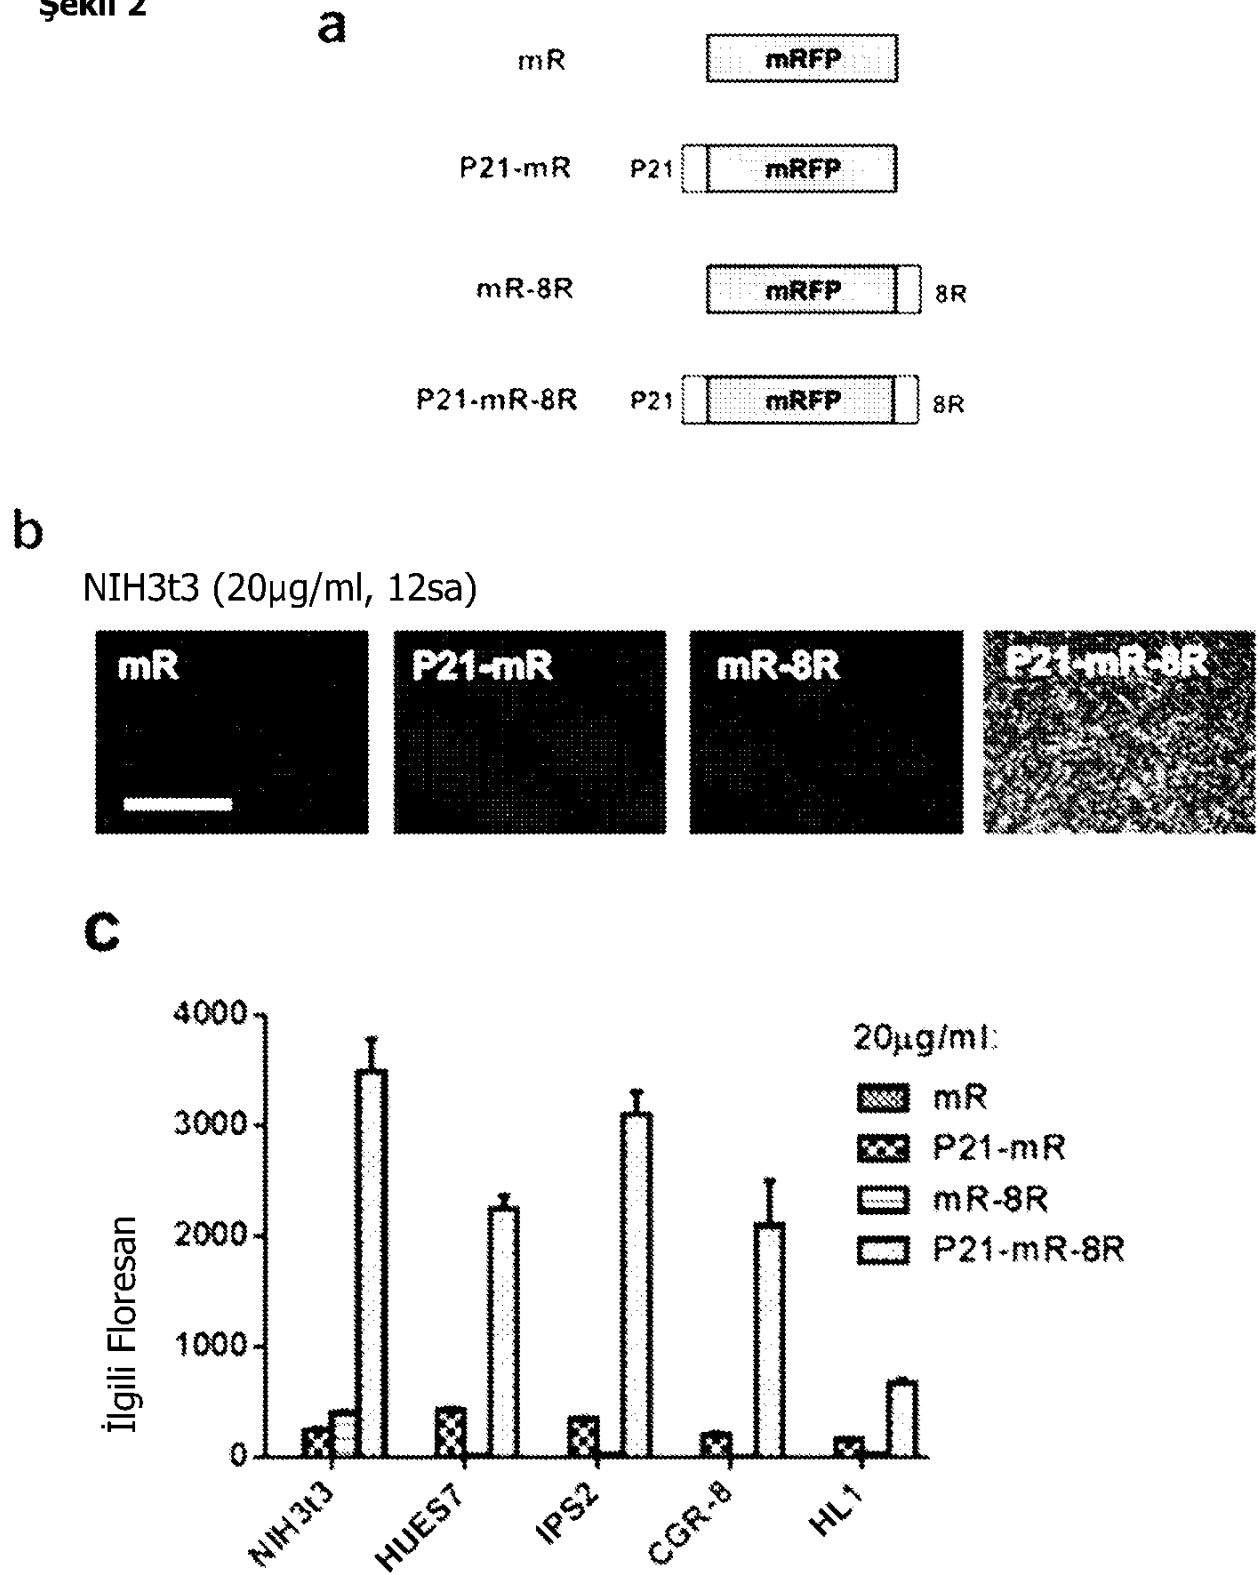 Şekil 2
a
mR mRFP
P21-mR P21 mRFP
mR-8R mRFP 8R
P21-mR-8R P21 mRFP 8R
b
NIH3t3 (20µg/ml, 12sa)
mR P21-mR mR-8R P21-mR-8R
c
4000
3000
2000
1000
0
İlgili Floresan
20µg/ml:
mR
P21-mR
mR-8R
P21-mR-8R
NIH3t3 HUES7 IPS2 CGR-8 HL1